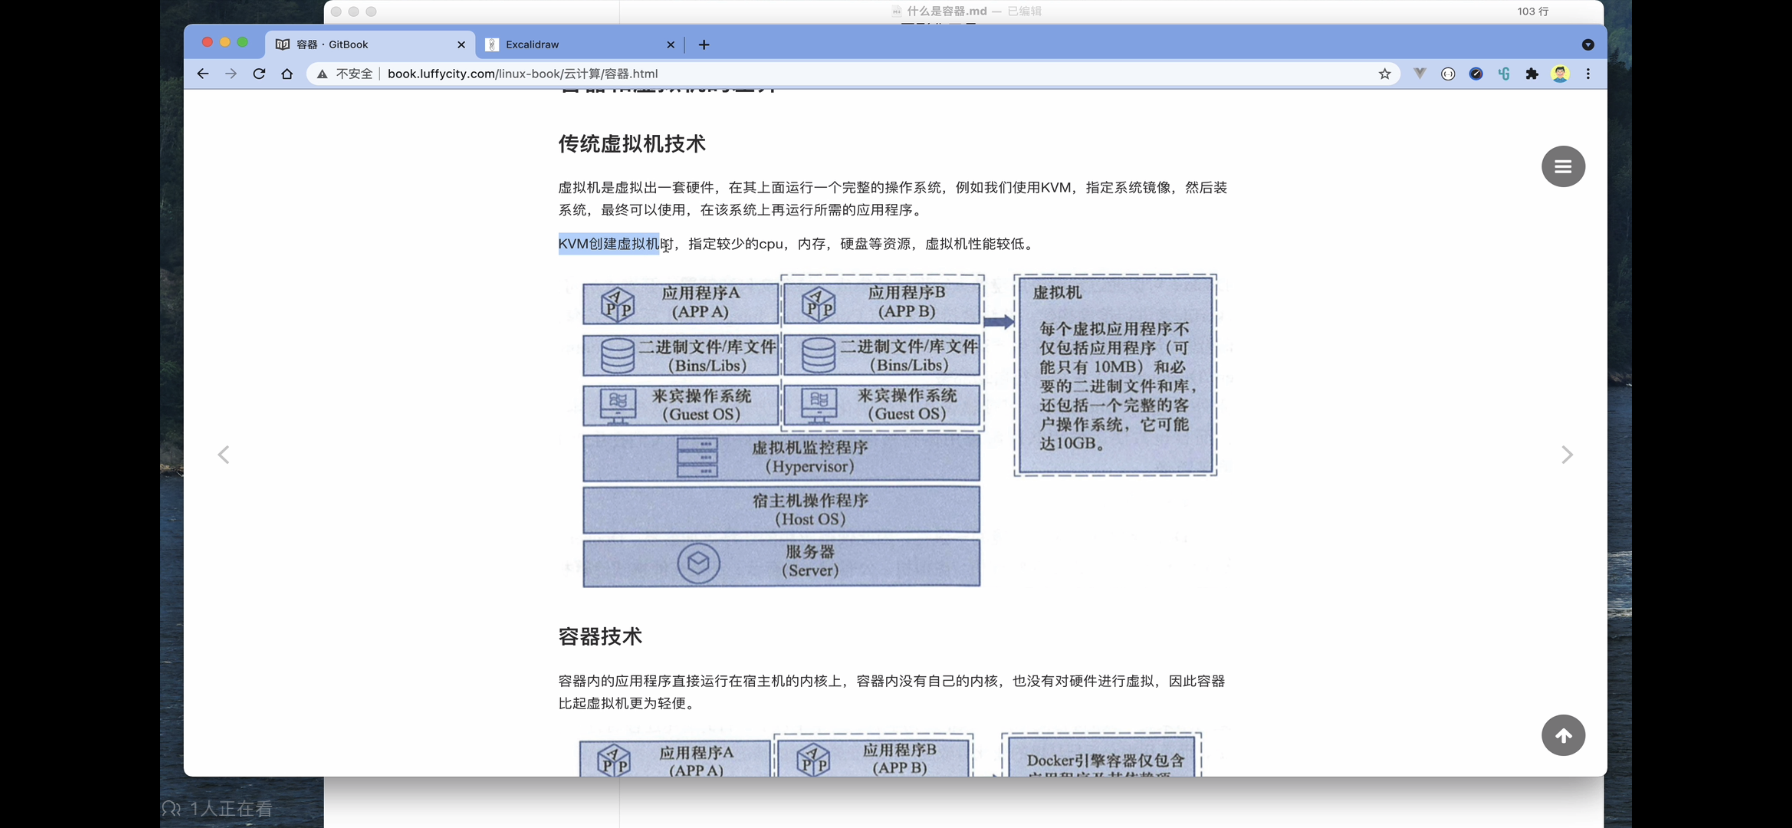 什么是容器.md — 已编辑
103 行
容器 · GitBook
Excalidraw
不安全
book.luffycity.com/linux-book/云计算/容器.html
容器和虚拟机的差异
传统虚拟机技术
虚拟机是虚拟出一套硬件，在其上面运行一个完整的操作系统，例如我们使用KVM，指定系统镜像，然后装
系统，最终可以使用，在该系统上再运行所需的应用程序。
KVM创建虚拟机时，指定较少的cpu，内存，硬盘等资源，虚拟机性能较低。
APP
应用程序A
(APP A)
APP
应用程序B
(APP B)
二进制文件/库文件
(Bins/Libs)
二进制文件/库文件
(Bins/Libs)
来宾操作系统
(Guest OS)
来宾操作系统
(Guest OS)
虚拟机监控程序
(Hypervisor)
宿主机操作程序
(Host OS)
服务器
(Server)
虚拟机
每个虚拟应用程序不
仅包括应用程序（可
能只有 10MB）和必
要的二进制文件和库，
还包括一个完整的客
户操作系统，它可能
达10GB。
容器技术
容器内的应用程序直接运行在宿主机的内核上，容器内没有自己的内核，也没有对硬件进行虚拟，因此容器
比起虚拟机更为轻便。
APP
应用程序A
(APP A)
APP
应用程序B
(APP B)
Docker引擎容器仅包含
1人正在看